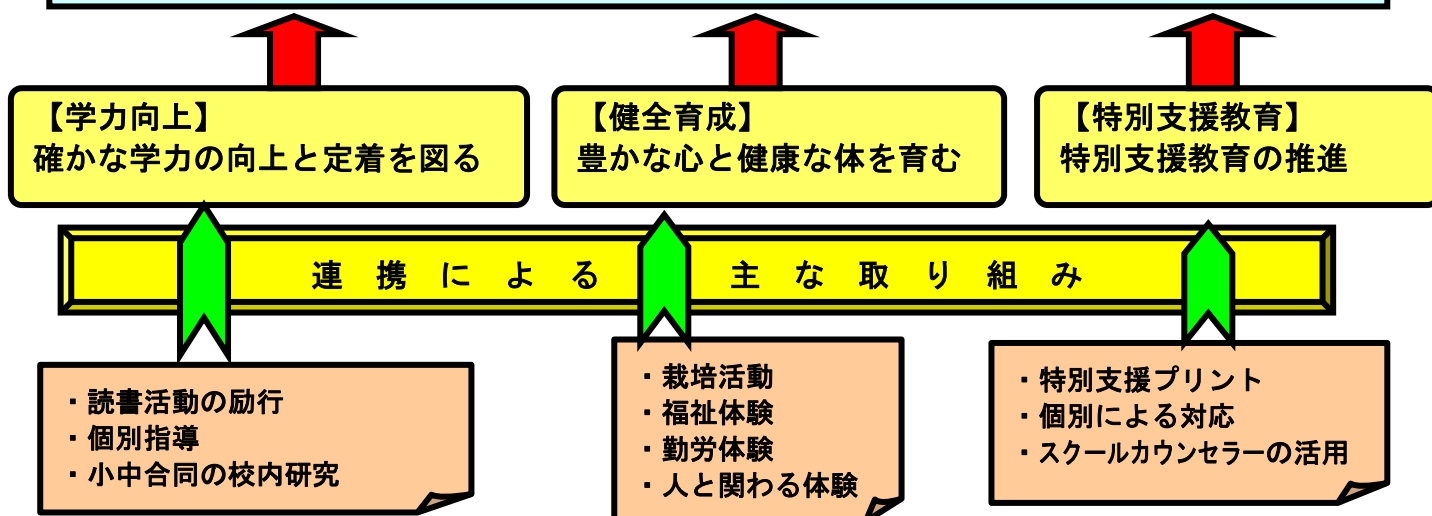 【学力向上】
確かな学力の向上と定着を図る
【健全育成】
豊かな心と健康な体を育む
【特別支援教育】
特別支援教育の推進
連携による主な取り組み
・読書活動の励行
・個別指導
・小中合同の校内研究
・栽培活動
・福祉体験
・勤労体験
・人と関わる体験
・特別支援プリント
・個別による対応
・スクールカウンセラーの活用